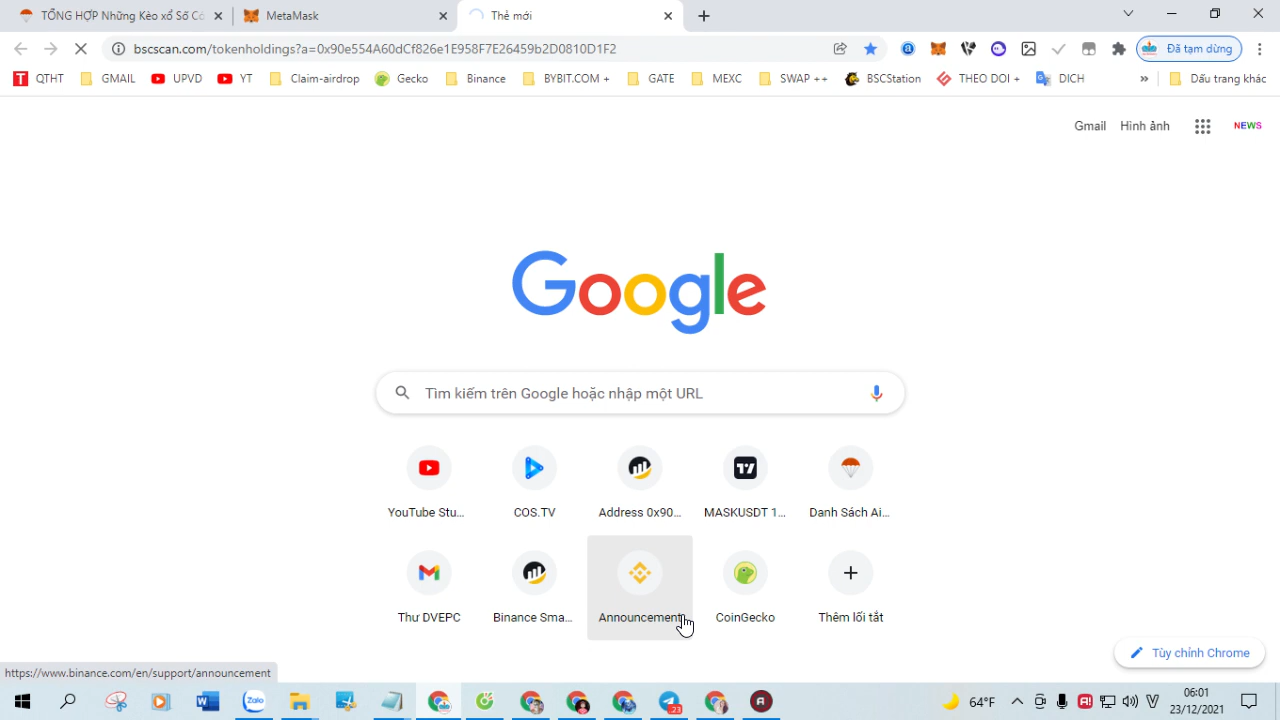 TỔNG HỢP Những Kèo xổ Số Cớ
MetaMask
Thẻ mới
bscscan.com/tokenholdings?a=0x90e554A60dCf826e1E958F7E26459b2D0810D1F2
Đã tạm dừng
T QTHT
GMAIL
UPVD
YT
Claim-airdrop
Gecko
Binance
BYBIT.COM +
GATE
MEXC
SWAP ++
BSCStation
THEO DOI +
DICH
»
Dấu trang khác
Gmail
Hình ảnh
NEWS
Google
Tìm kiếm trên Google hoặc nhập một URL
YouTube Stu...
COS.TV
Address 0x90...
MASKUSDT 1...
Danh Sách Ai...
Thư DVEPC
Binance Sma...
Announcement
CoinGecko
Thêm lối tắt
Tùy chỉnh Chrome
https://www.binance.com/en/support/announcement
Zalo
23
64°F
06:01
23/12/2021